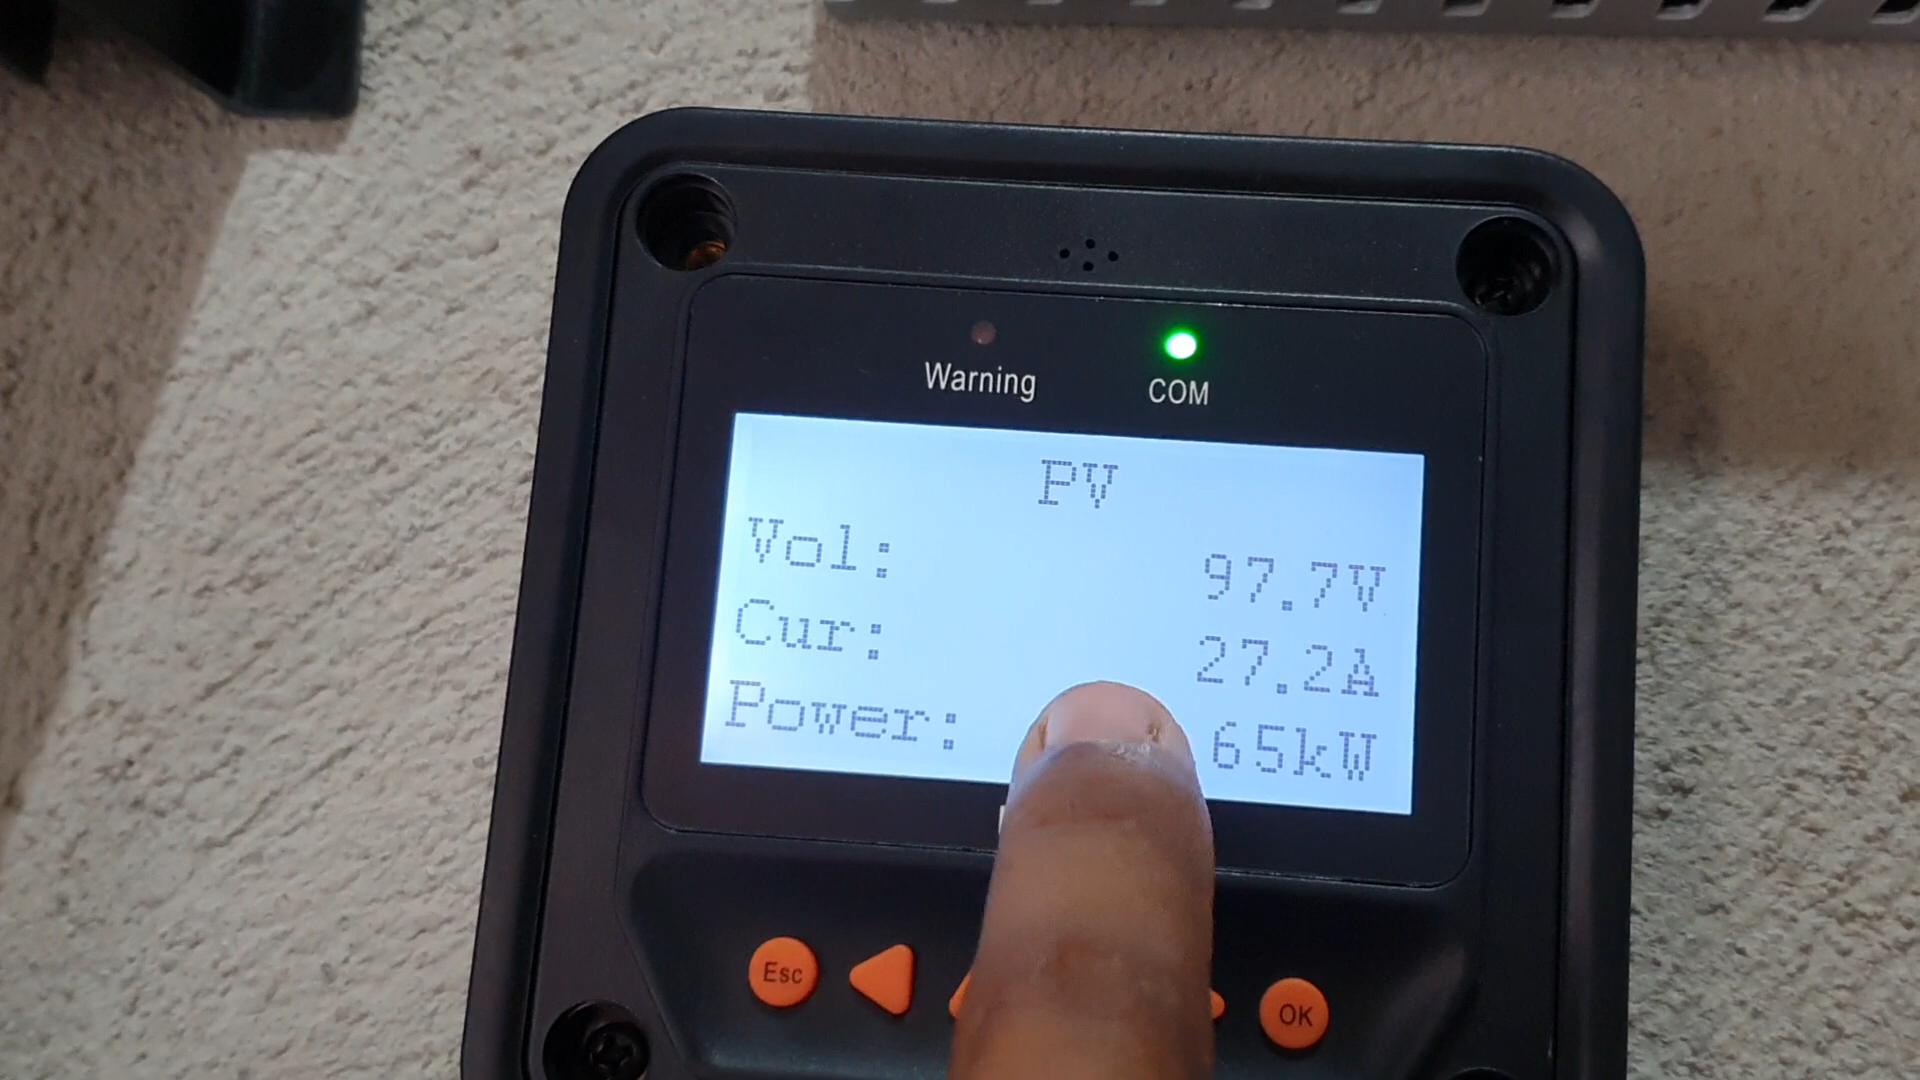 Warning COM
PV
Vol: 97.7V
Cur: 27.2A
Power: 65kW
Esc OK